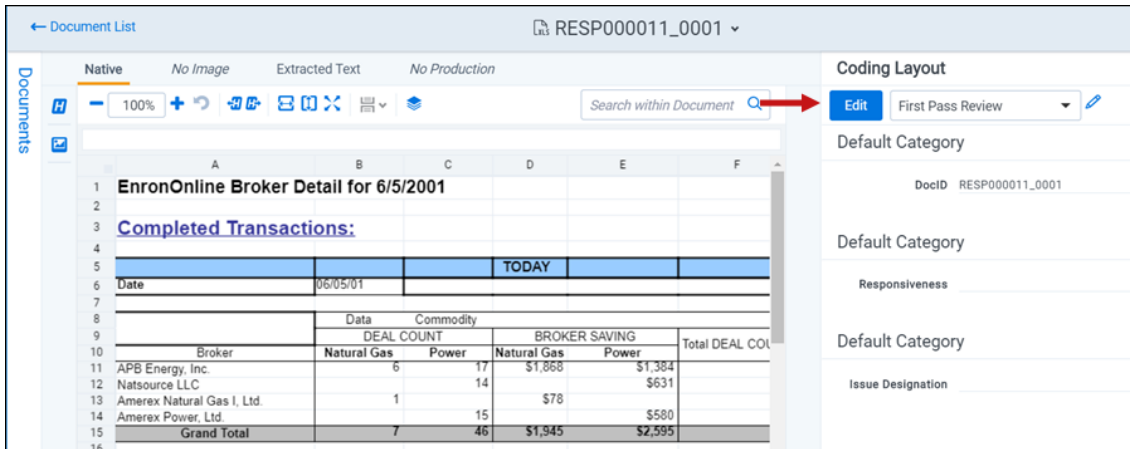 Document List
RESP000011_0001
Documents
Native No Image Extracted Text No Production
100% Search within Document
Coding Layout
Edit First Pass Review
Default Category
DocID RESP000011_0001
Default Category
Responsiveness
Default Category
Issue Designation
A B C D E F
1 EnronOnline Broker Detail for 6/5/2001
2
3 Completed Transactions:
4
5 TODAY
6 Date 06/05/01
7
8 Data Commodity
9 DEAL COUNT BROKER SAVING Total DEAL COU
10 Broker Natural Gas Power Natural Gas Power
11 APB Energy, Inc. 6 17 $1,868 $1,384
12 Natsource LLC 14 $631
13 Amerex Natural Gas I, Ltd. 1 $78
14 Amerex Power, Ltd. 15 $580
15 Grand Total 7 46 $1,945 $2,595
16